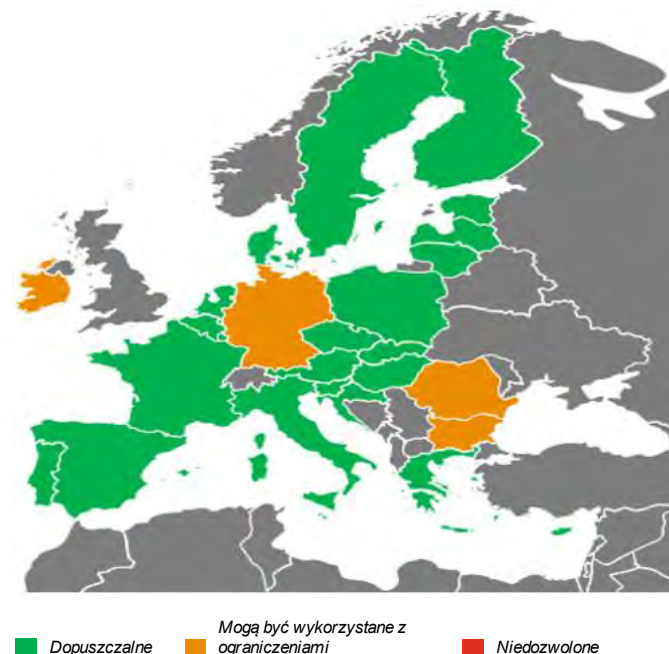 Dopuszczalne
Mogą być wykorzystane z
ograniczeniami
Niedozwolone